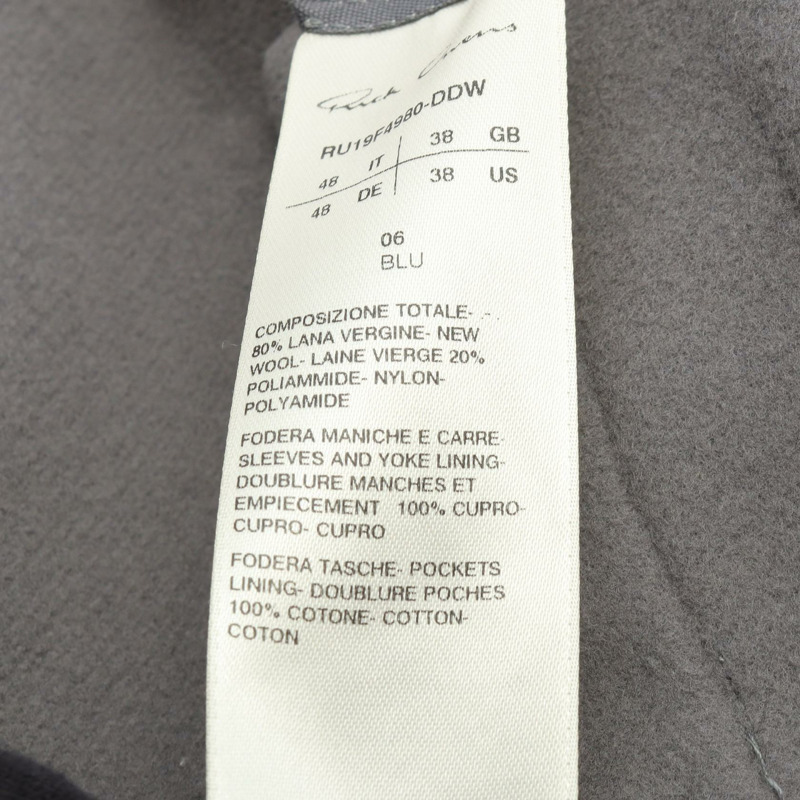 Rick Owens
RU19F4980-DDW
48 IT 38 GB
48 DE 38 US
06
BLU
COMPOSIZIONE TOTALE-
80% LANA VERGINE- NEW
WOOL- LAINE VIERGE 20%
POLIAMMIDE- NYLON-
POLYAMIDE
FODERA MANICHE E CARRE-
SLEEVES AND YOKE LINING-
DOUBLURE MANCHES ET
EMPIECEMENT 100% CUPRO-
CUPRO- CUPRO
FODERA TASCHE- POCKETS
LINING- DOUBLURE POCHES
100% COTONE- COTTON-
COTON